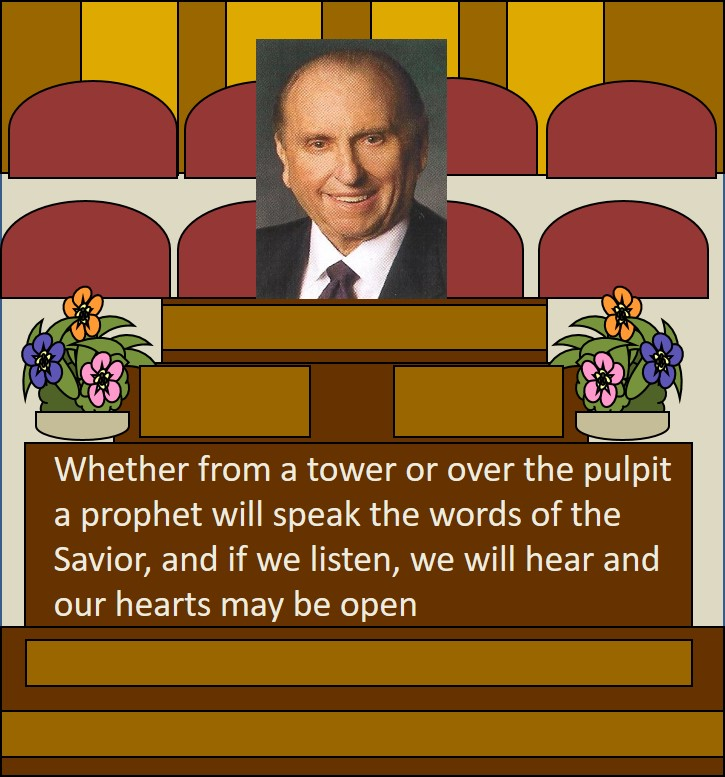 Whether from a tower or over the pulpit
a prophet will speak the words of the
Savior, and if we listen, we will hear and
our hearts may be open